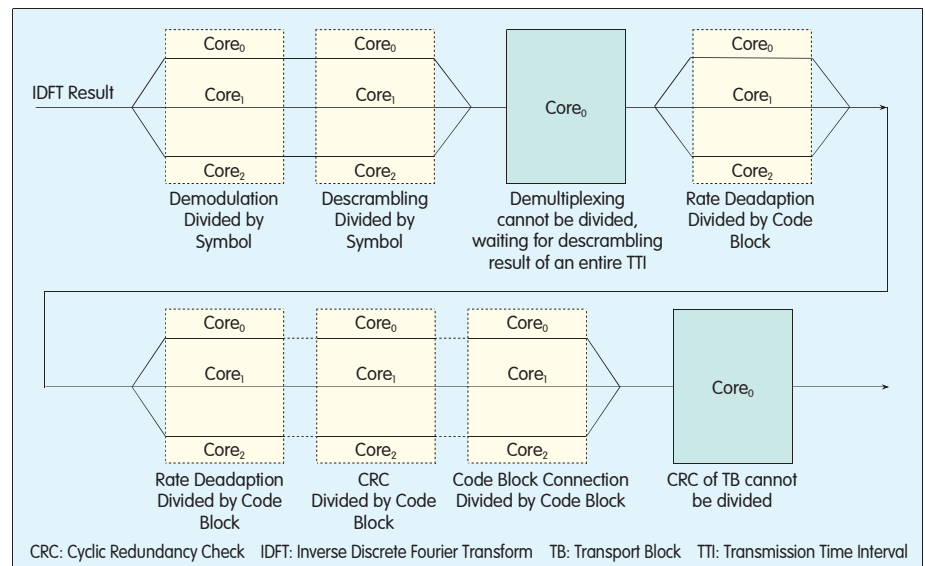 Core₀ Core₀ Core₀
IDFT Result Core₁ Core₁ Core₀ Core₁
Core₂ Core₂ Core₂
Demodulation
Divided by
Symbol
Descrambling
Divided by
Symbol
Demultiplexing
cannot be divided,
waiting for descrambling
result of an entire TTI
Rate Deadaption
Divided by Code
Block
Core₀ Core₀ Core₀
Core₁ Core₁ Core₁ Core₀
Core₂ Core₂ Core₂
Rate Deadaption
Divided by Code
Block
CRC
Divided by Code
Block
Code Block Connection
Divided by Code Block
CRC of TB cannot
be divided
CRC: Cyclic Redundancy Check IDFT: Inverse Discrete Fourier Transform TB: Transport Block TTI: Transmission Time Interval